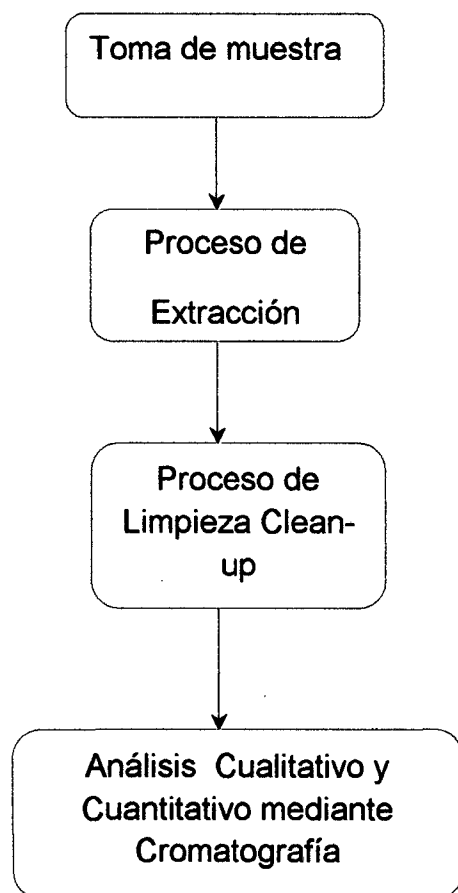 Toma de muestra
Proceso de
Extracción
Proceso de
Limpieza Clean-
up
Análisis Cualitativo y
Cuantitativo mediante
Cromatografía